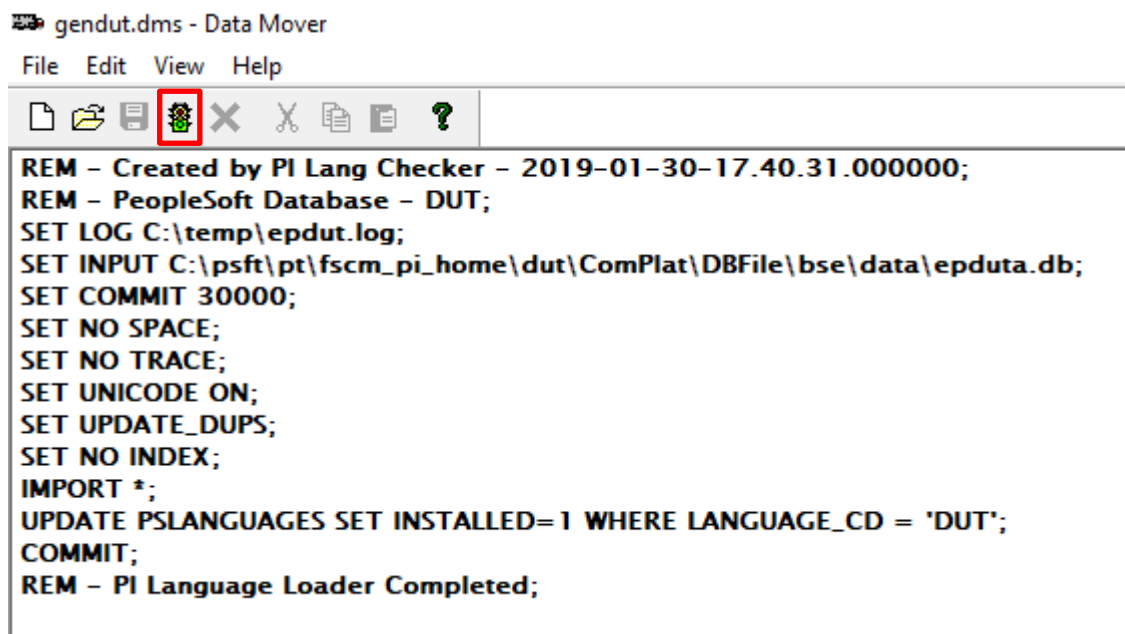 gendut.dms - Data Mover
File Edit View Help
?
REM – Created by PI Lang Checker – 2019-01-30-17.40.31.000000;
REM – PeopleSoft Database – DUT;
SET LOG C:\temp\epdut.log;
SET INPUT C:\psft\pt\fscm_pi_home\dut\ComPlat\DBFile\bse\data\epduta.db;
SET COMMIT 30000;
SET NO SPACE;
SET NO TRACE;
SET UNICODE ON;
SET UPDATE_DUPS;
SET NO INDEX;
IMPORT *;
UPDATE PSLANGUAGES SET INSTALLED=1 WHERE LANGUAGE_CD = 'DUT';
COMMIT;
REM – PI Language Loader Completed;